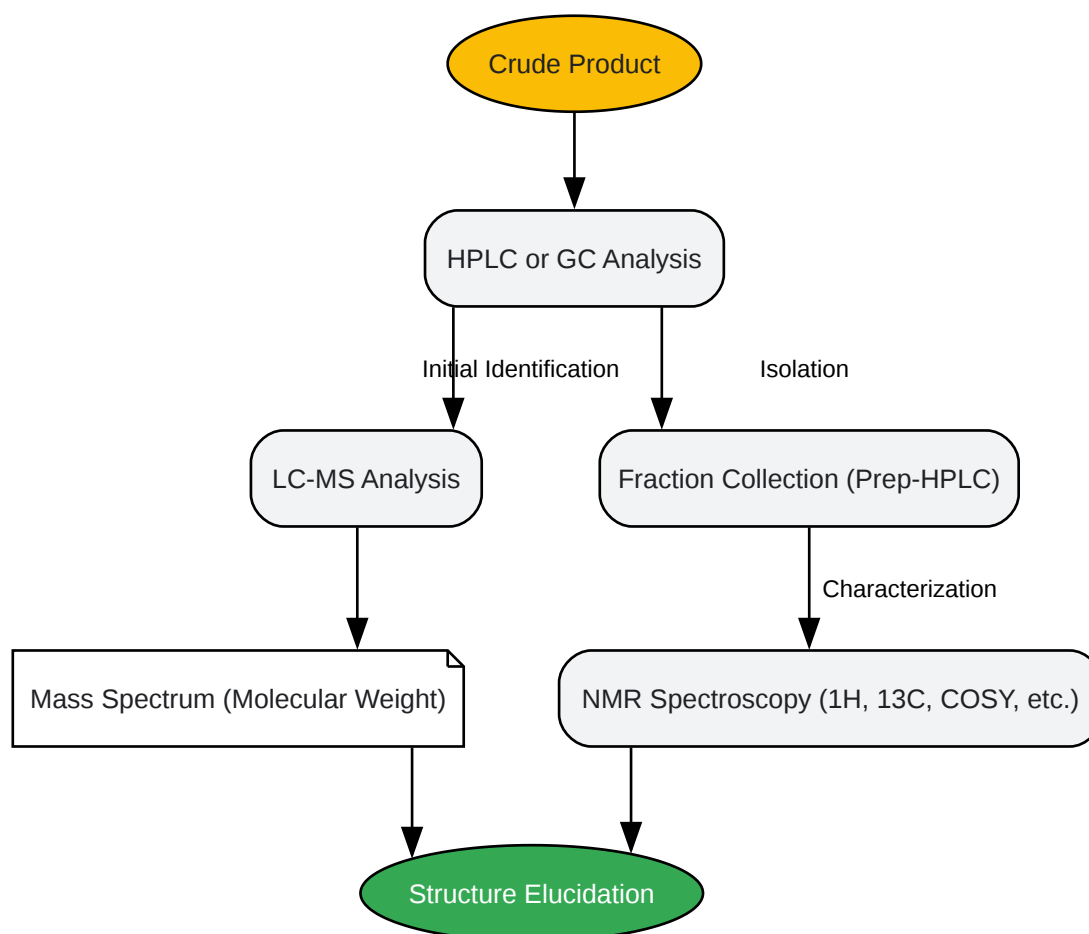 Crude Product
HPLC or GC Analysis
Initial Identification
Isolation
LC-MS Analysis
Fraction Collection (Prep-HPLC)
Characterization
Mass Spectrum (Molecular Weight)
NMR Spectroscopy (1H, 13C, COSY, etc.)
Structure Elucidation